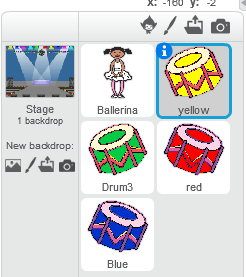 x: -160 y: -2
Stage
1 backdrop
New backdrop:
Ballerina
yellow
Drum3
red
Blue